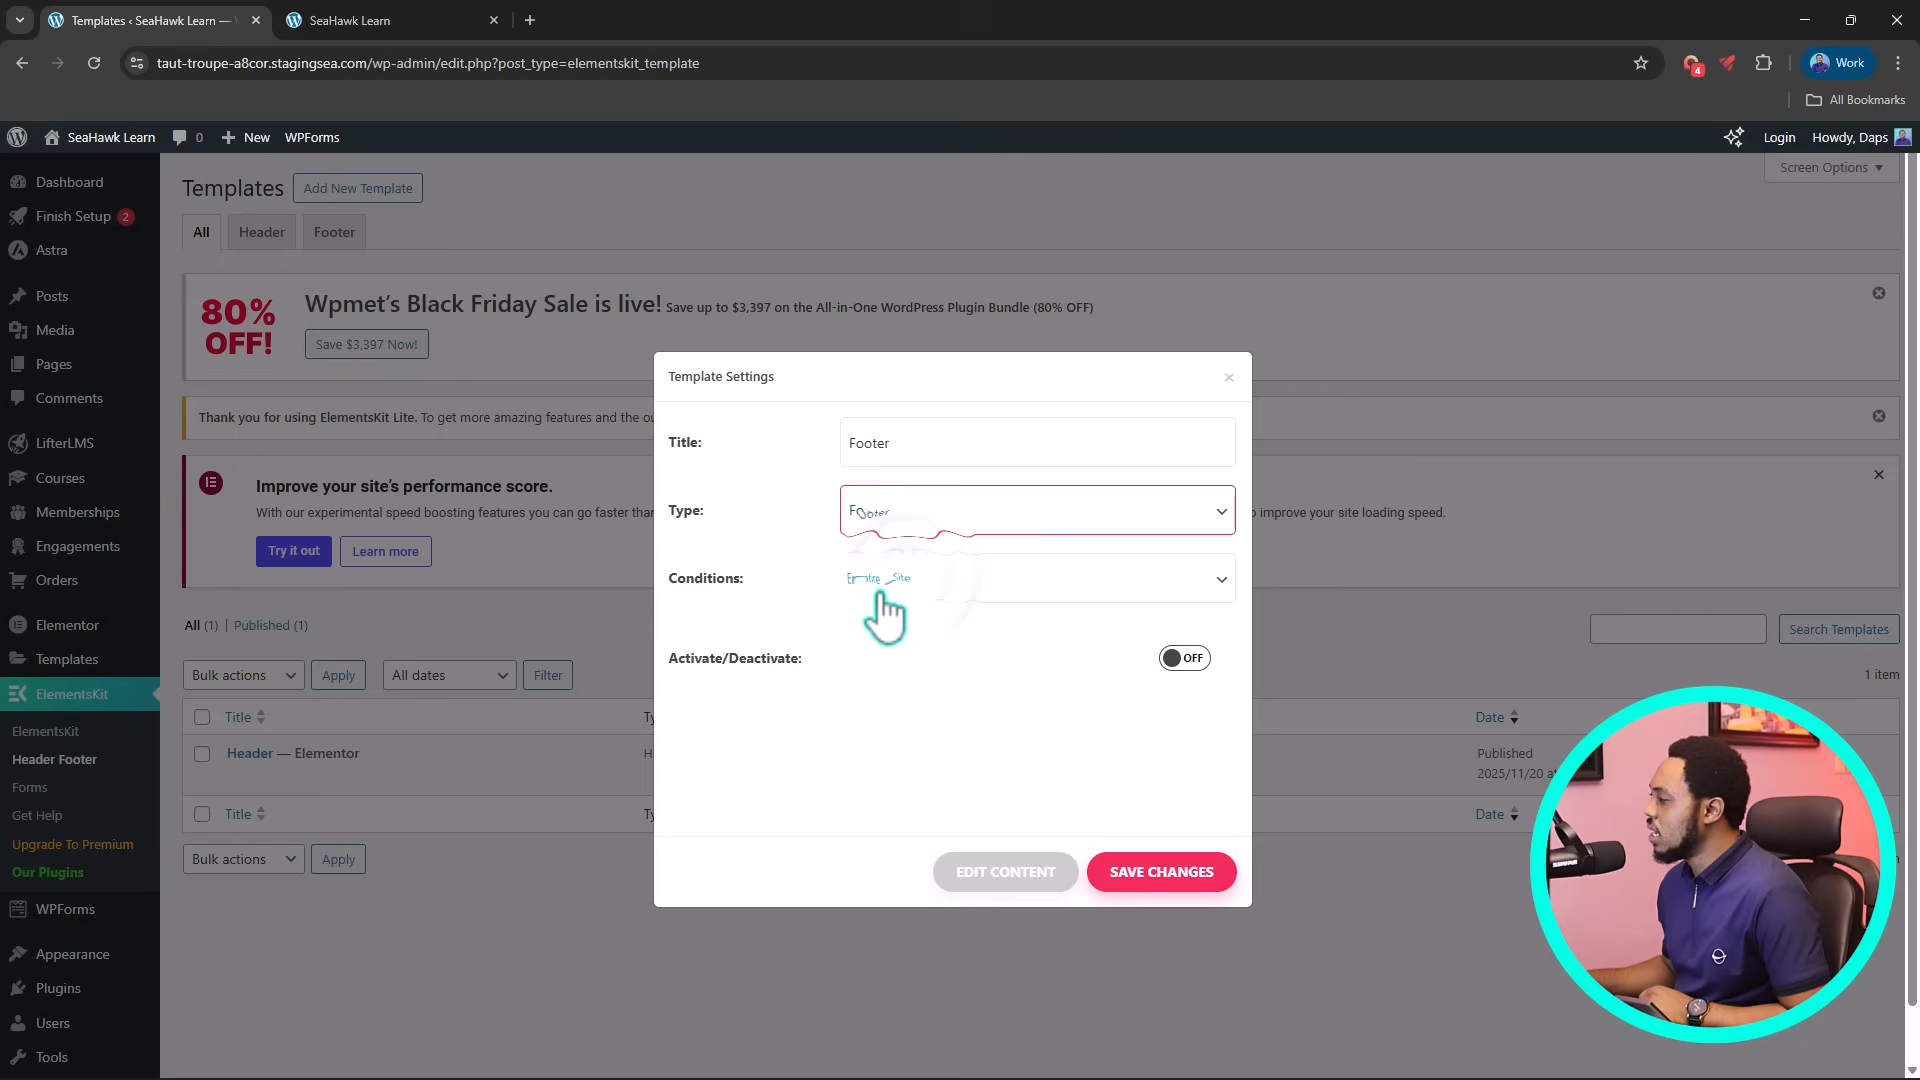 Templates ‹ SeaHawk Learn —
SeaHawk Learn
taut-troupe-a8cor.stagingsea.com/wp-admin/edit.php?post_type=elementskit_template
4
Work
All Bookmarks
SeaHawk Learn
0
New
WPForms
Login
Howdy, Daps
Dashboard
Finish Setup 2
Astra
Posts
Media
Pages
Comments
LifterLMS
Courses
Memberships
Engagements
Orders
Elementor
Templates
ElementsKit
ElementsKit
Header Footer
Forms
Get Help
Upgrade To Premium
Our Plugins
WPForms
Appearance
Plugins
Users
Tools
Screen Options
Templates
Add New Template
All
Header
Footer
80%
OFF!
Wpmet's Black Friday Sale is live! Save up to $3,397 on the All-in-One WordPress Plugin Bundle (80% OFF)
Save $3,397 Now!
Thank you for using ElementsKit Lite. To get more amazing features and the
Improve your site's performance score.
With our experimental speed boosting features you can go faster
improve your site loading speed.
Try it out
Learn more
All (1) | Published (1)
Search Templates
Bulk actions
Apply
All dates
Filter
1 item
Title
Date
Header — Elementor
Published
2025/11/20
Title
Date
Bulk actions
Apply
Template Settings
Title:
Footer
Type:
Footer
Conditions:
Entire Site
Activate/Deactivate:
OFF
EDIT CONTENT
SAVE CHANGES
SHURE